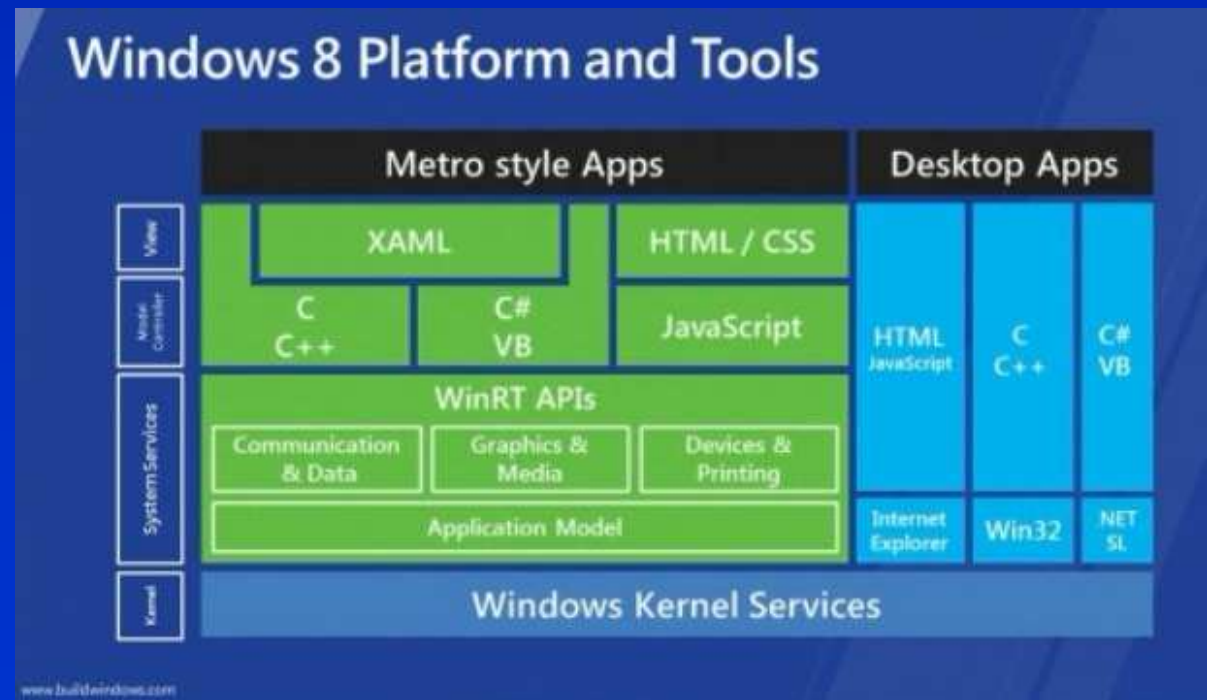 Windows 8 Platform and Tools
Metro style Apps
Desktop Apps
View
XAML
HTML / CSS
Model
Controller
C
C++
C#
VB
JavaScript
HTML
JavaScript
C
C++
C#
VB
System Services
WinRT APIs
Communication
& Data
Graphics &
Media
Devices &
Printing
Application Model
Internet
Explorer
Win32
.NET
SL
Kernel
Windows Kernel Services
www.buildwindows.com